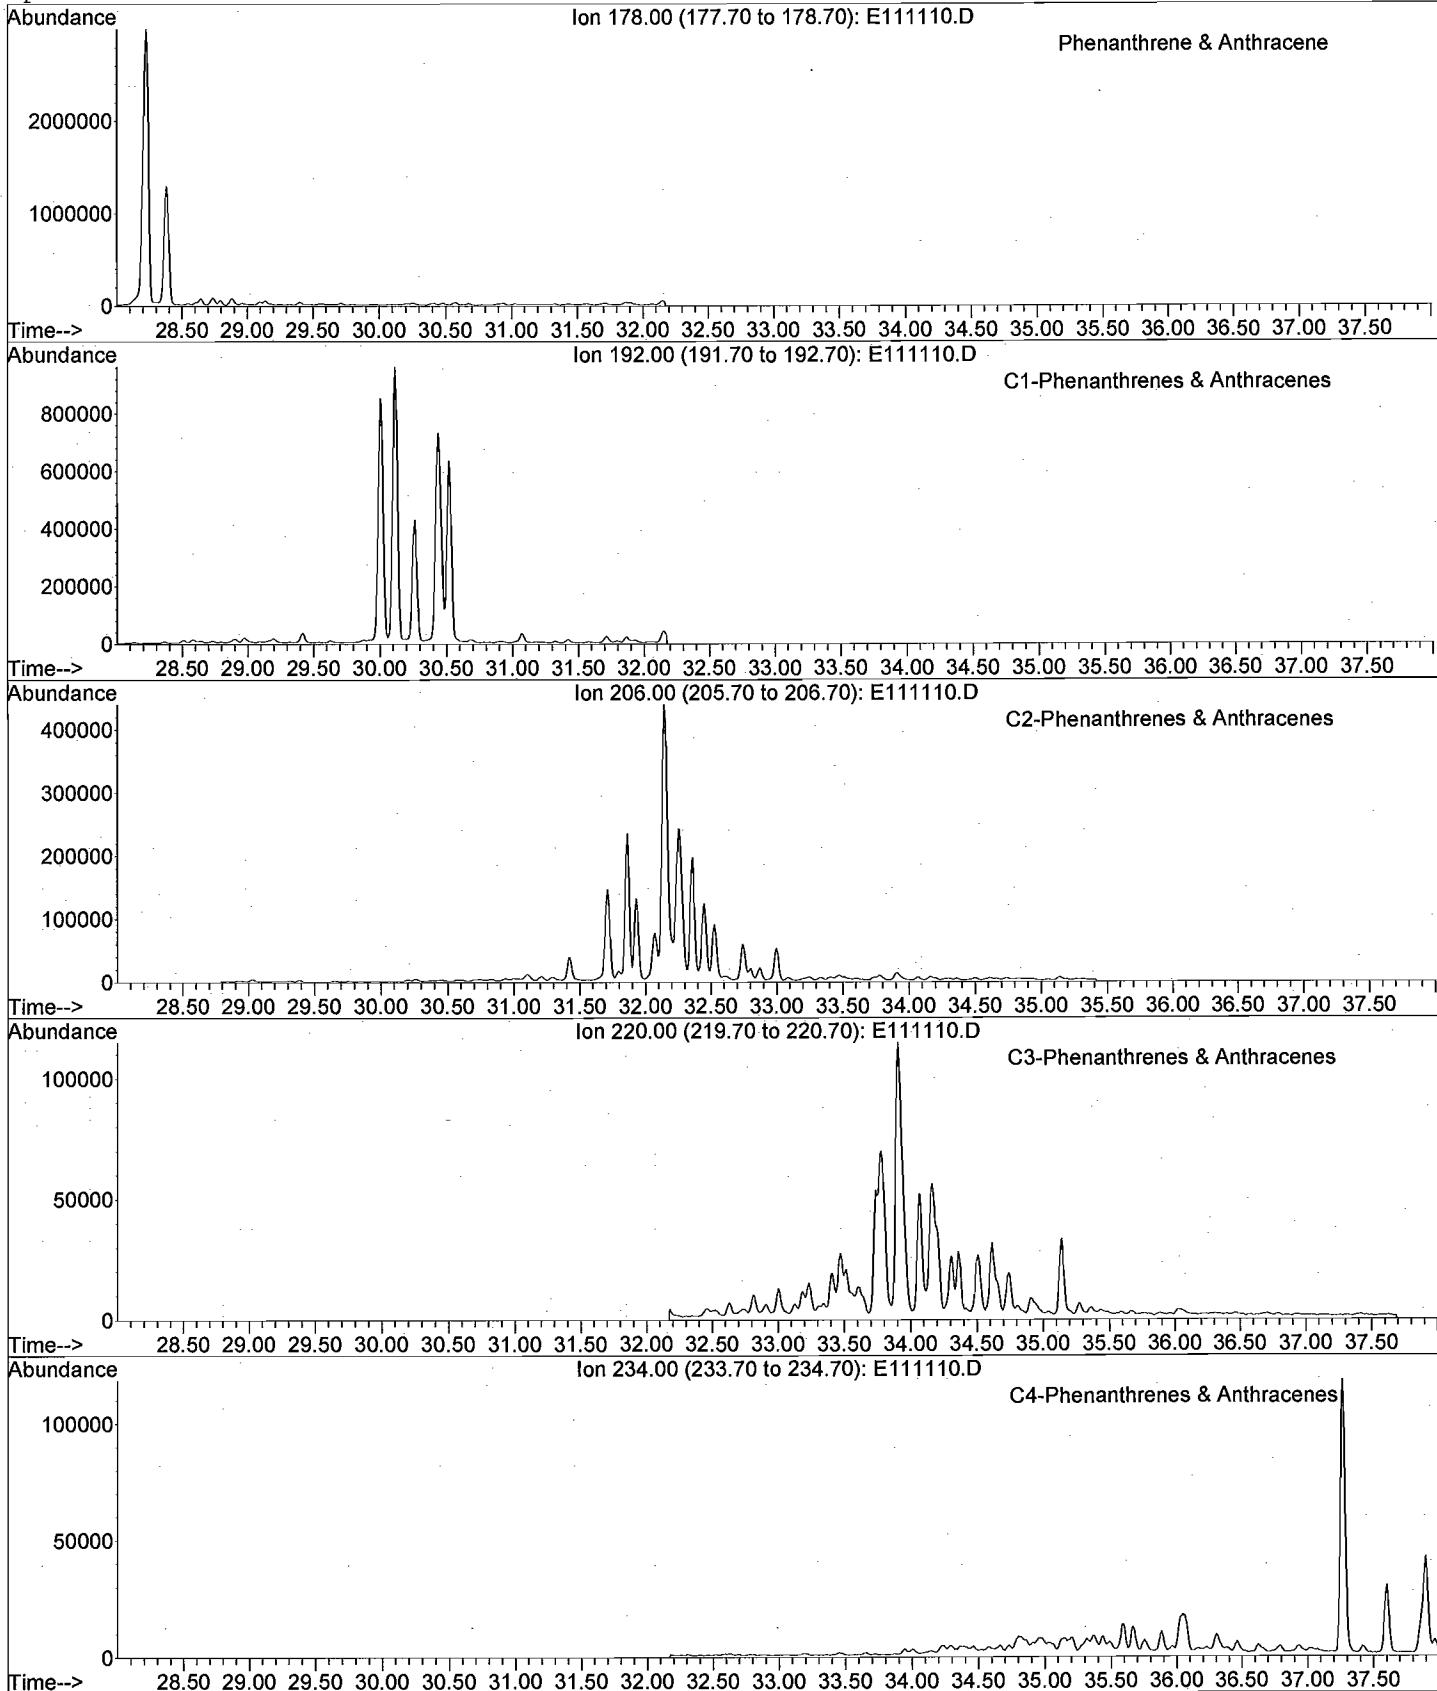 Abundance
Ion 178.00 (177.70 to 178.70): E111110.D
Phenanthrene & Anthracene
2000000
1000000
0
Time-->
28.50 29.00 29.50 30.00 30.50 31.00 31.50 32.00 32.50 33.00 33.50 34.00 34.50 35.00 35.50 36.00 36.50 37.00 37.50
Abundance
Ion 192.00 (191.70 to 192.70): E111110.D
C1-Phenanthrenes & Anthracenes
800000
600000
400000
200000
0
Time-->
28.50 29.00 29.50 30.00 30.50 31.00 31.50 32.00 32.50 33.00 33.50 34.00 34.50 35.00 35.50 36.00 36.50 37.00 37.50
Abundance
Ion 206.00 (205.70 to 206.70): E111110.D
C2-Phenanthrenes & Anthracenes
400000
300000
200000
100000
0
Time-->
28.50 29.00 29.50 30.00 30.50 31.00 31.50 32.00 32.50 33.00 33.50 34.00 34.50 35.00 35.50 36.00 36.50 37.00 37.50
Abundance
Ion 220.00 (219.70 to 220.70): E111110.D
C3-Phenanthrenes & Anthracenes
100000
50000
0
Time-->
28.50 29.00 29.50 30.00 30.50 31.00 31.50 32.00 32.50 33.00 33.50 34.00 34.50 35.00 35.50 36.00 36.50 37.00 37.50
Abundance
Ion 234.00 (233.70 to 234.70): E111110.D
C4-Phenanthrenes & Anthracenes
100000
50000
0
Time-->
28.50 29.00 29.50 30.00 30.50 31.00 31.50 32.00 32.50 33.00 33.50 34.00 34.50 35.00 35.50 36.00 36.50 37.00 37.50